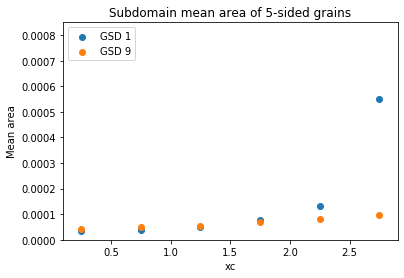 Subdomain mean area of 5-sided grains
GSD 1
GSD 9
0.0008
0.0007
0.0006
0.0005
0.0004
0.0003
0.0002
0.0001
0.0000
Mean area
0.5 1.0 1.5 2.0 2.5
xc